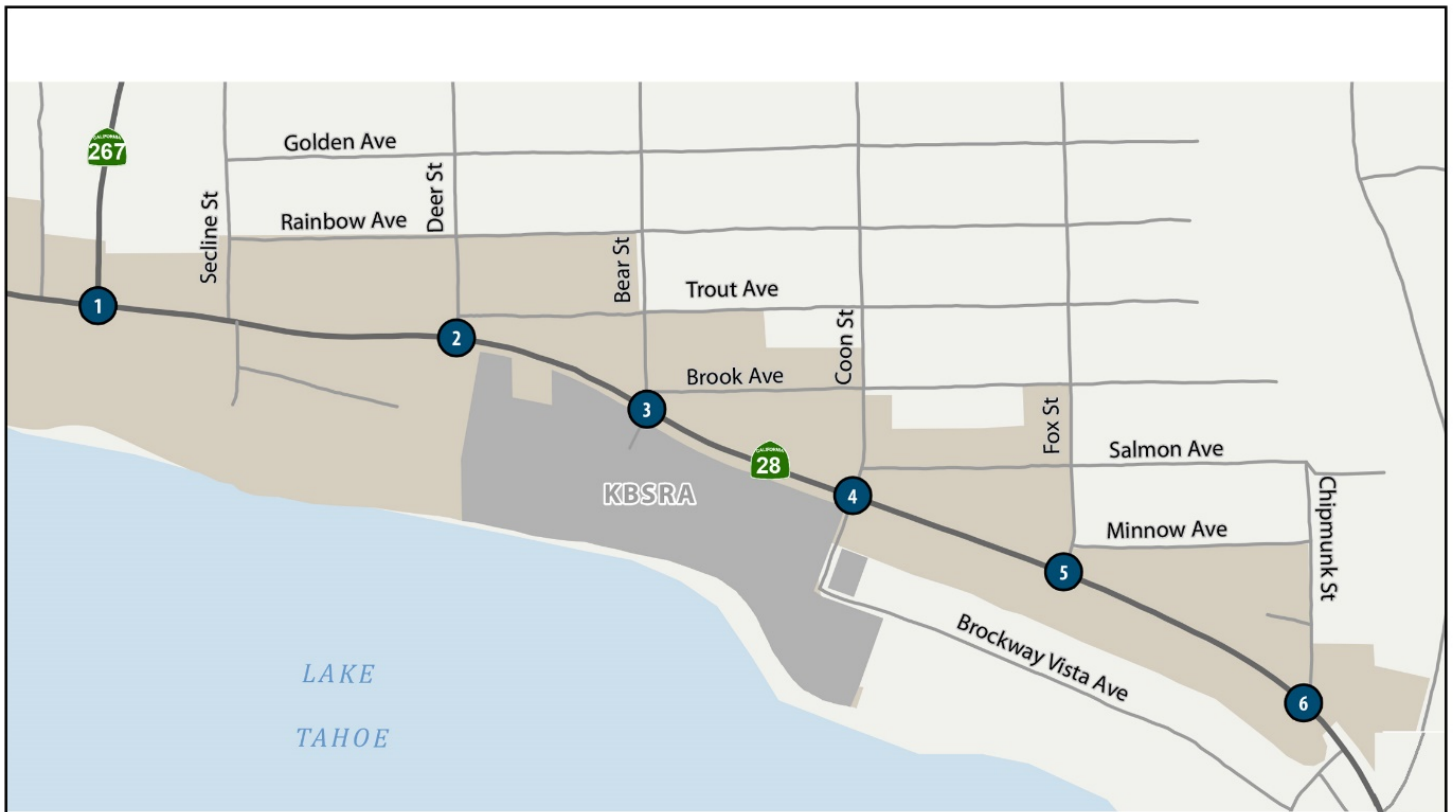 Golden Ave
CALIFORNIA
267
Deer St
Secline St
Rainbow Ave
Bear St
Trout Ave
1
2
Coon St
Brook Ave
3
Fox St
CALIFORNIA
28
Salmon Ave
KBSRA
4
Chipmunk St
Minnow Ave
5
Brockway Vista Ave
LAKE
TAHOE
6